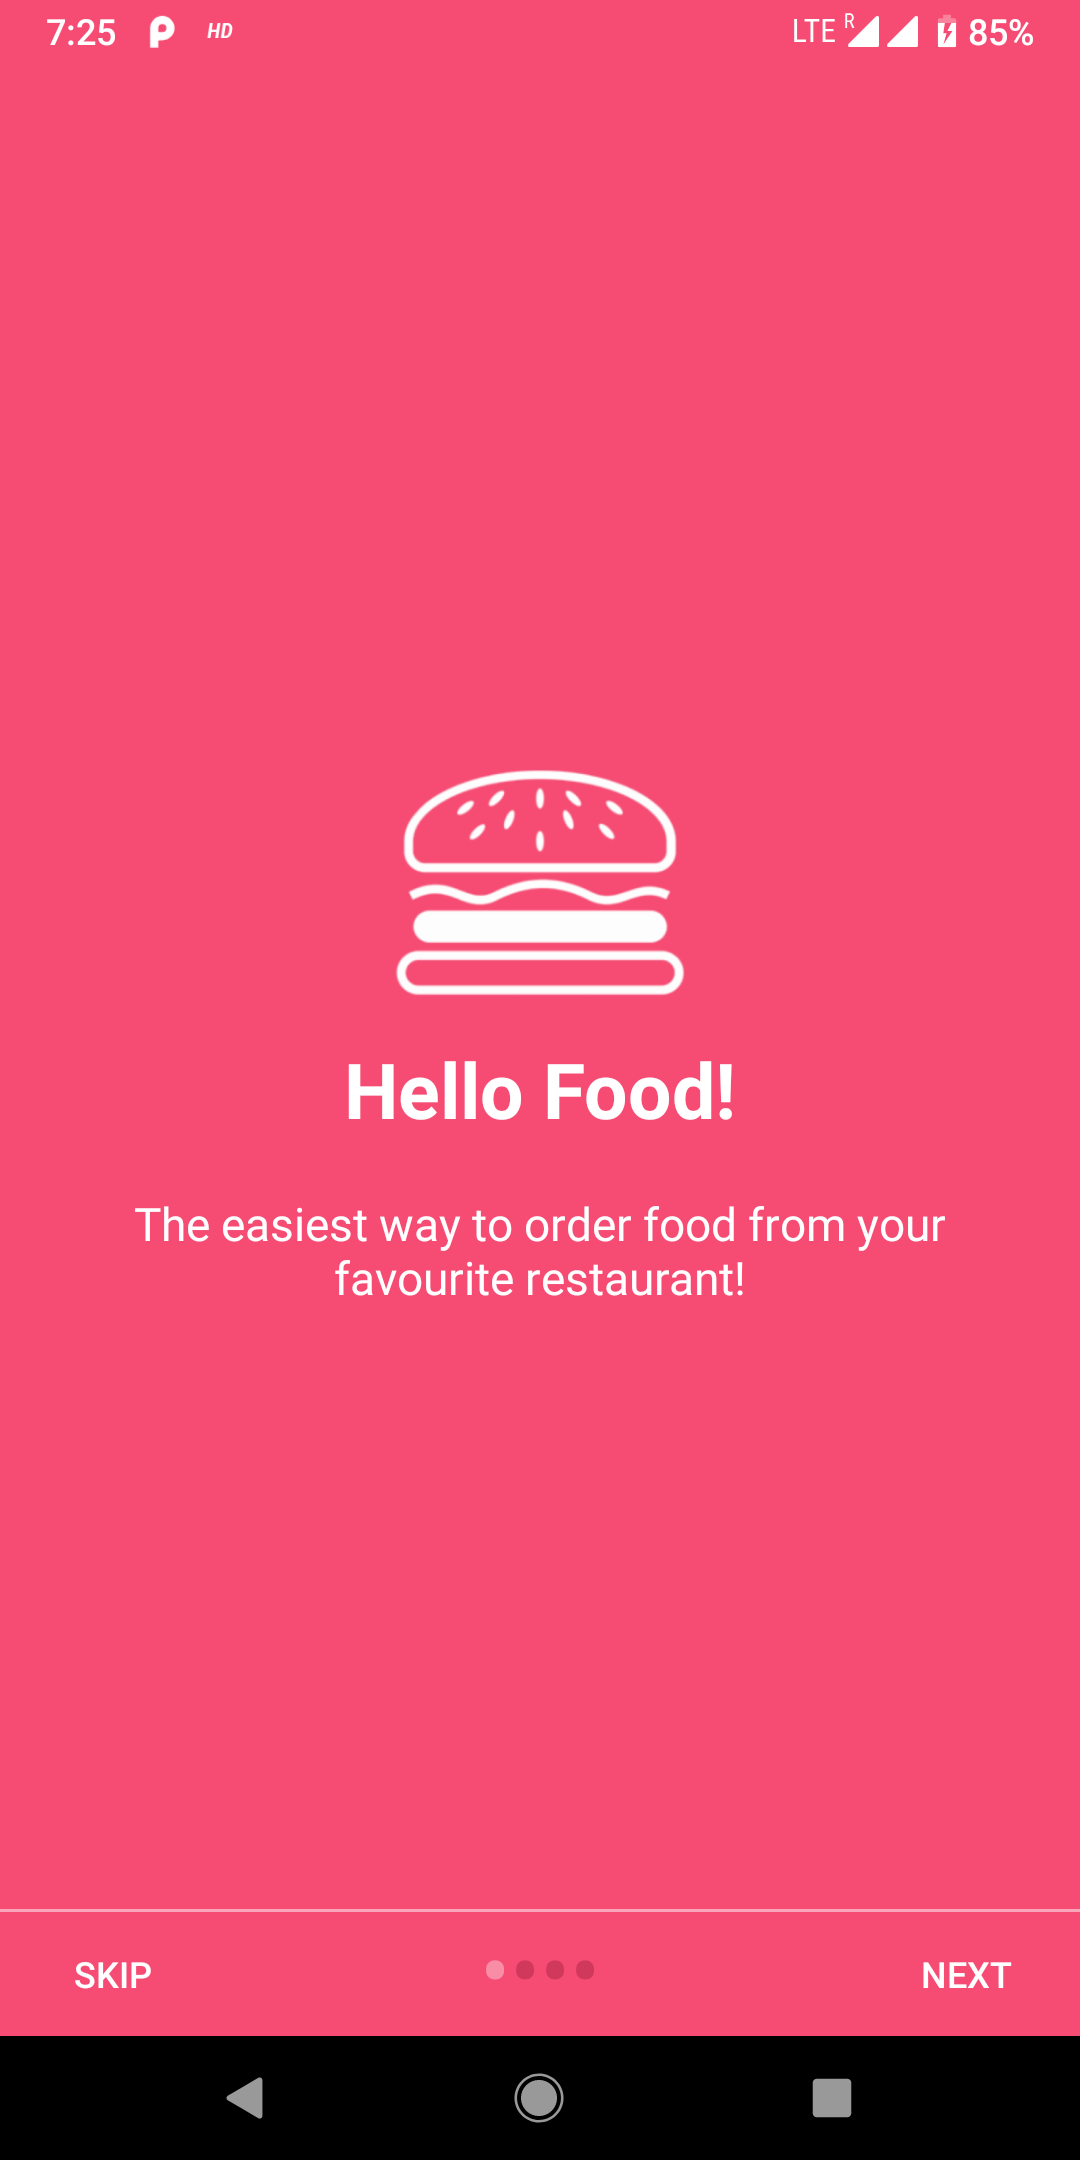 7:25 HD LTE R 85%
Hello Food!
The easiest way to order food from your
favourite restaurant!
SKIP NEXT